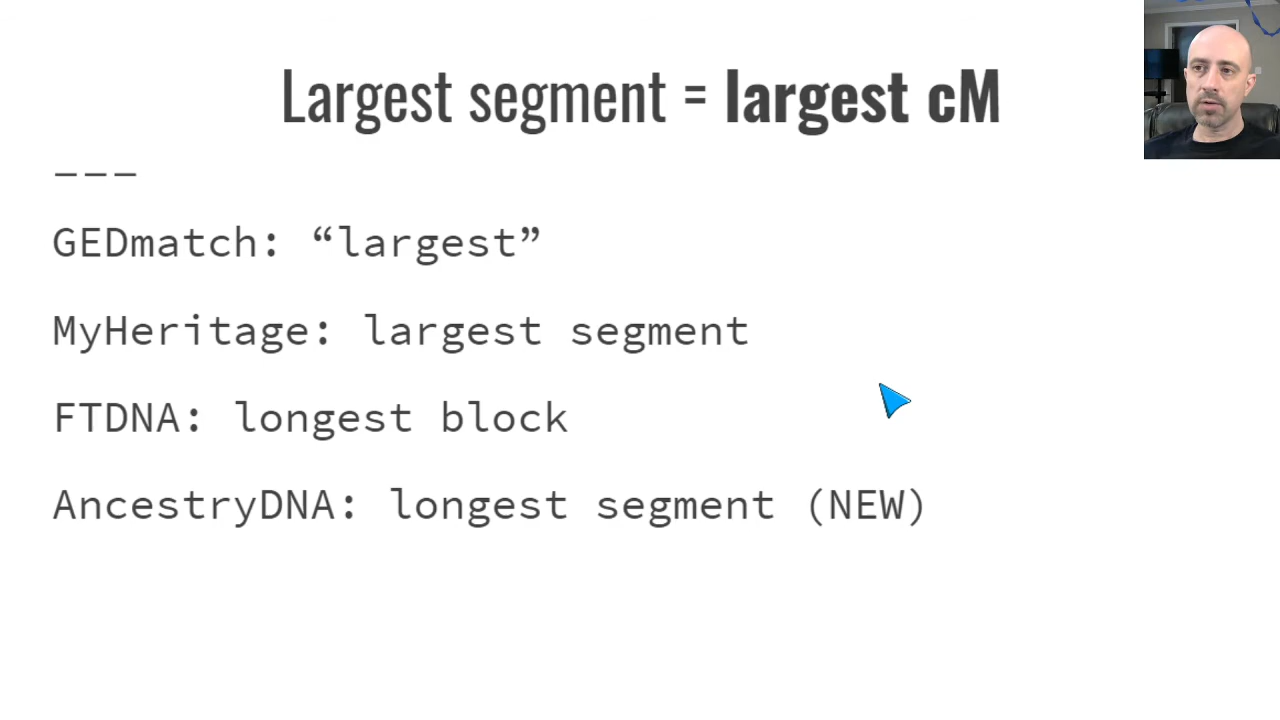 Largest segment = largest cM
---
GEDmatch: “largest”
MyHeritage: largest segment
FTDNA: longest block
AncestryDNA: longest segment (NEW)